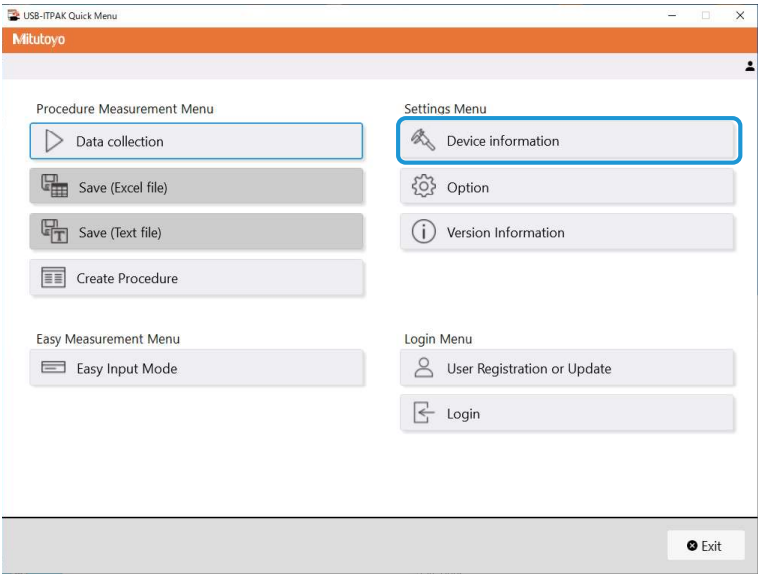 USB-ITPAK Quick Menu
Mitutoyo
Procedure Measurement Menu
Data collection
Save (Excel file)
Save (Text file)
Create Procedure
Easy Measurement Menu
Easy Input Mode
Settings Menu
Device information
Option
Version Information
Login Menu
User Registration or Update
Login
Exit